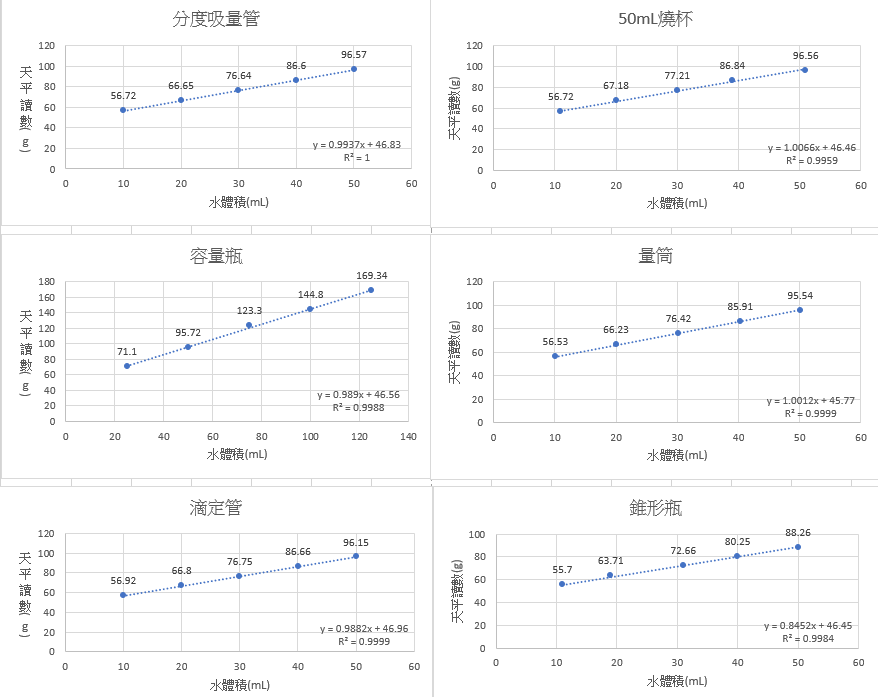 分度吸量管
120
100
80
60
40
20
0
天平讀數(g)
56.72
66.65
76.64
86.6
96.57
y = 0.9937x + 46.83
R² = 1
0 10 20 30 40 50 60
水體積(mL)
50mL燒杯
120
100
80
60
40
20
0
天平讀數(g)
56.72
67.18
77.21
86.84
96.56
y = 1.0066x + 46.46
R² = 0.9959
0 10 20 30 40 50 60
水體積(mL)
容量瓶
180
160
140
120
100
80
60
40
20
0
天平讀數(g)
71.1
95.72
123.3
144.8
169.34
y = 0.989x + 46.56
R² = 0.9988
0 20 40 60 80 100 120 140
水體積(mL)
量筒
120
100
80
60
40
20
0
天平讀數(g)
56.53
66.23
76.42
85.91
95.54
y = 1.0012x + 45.77
R² = 0.9999
0 10 20 30 40 50 60
水體積(mL)
滴定管
120
100
80
60
40
20
0
天平讀數(g)
56.92
66.8
76.75
86.66
96.15
y = 0.9882x + 46.96
R² = 0.9999
0 10 20 30 40 50 60
水體積(mL)
錐形瓶
100
80
60
40
20
0
天平讀數(g)
55.7
63.71
72.66
80.25
88.26
y = 0.8452x + 46.45
R² = 0.9984
0 10 20 30 40 50 60
水體積(mL)